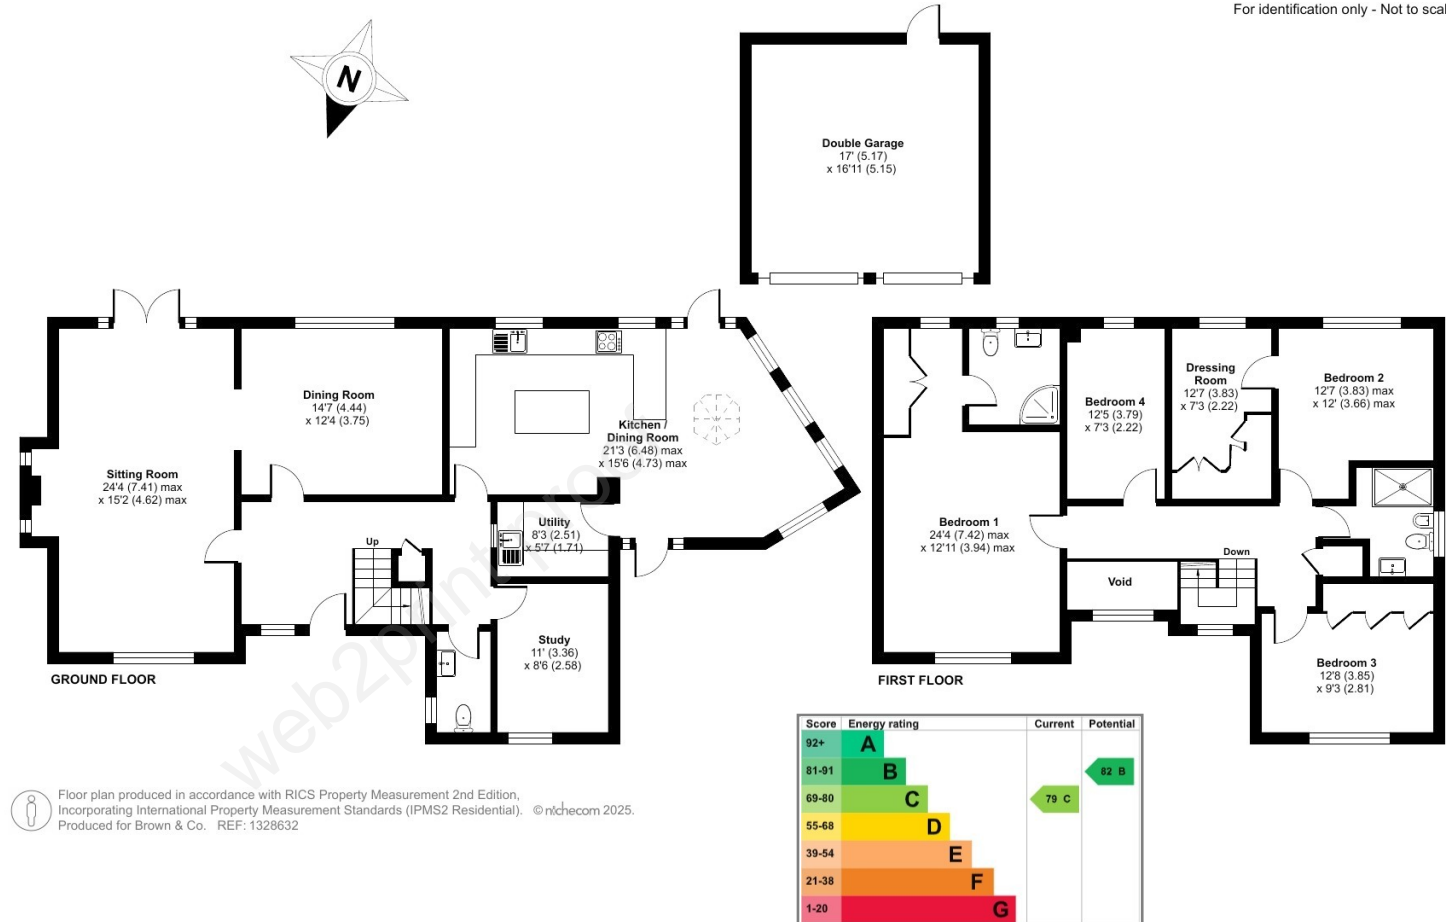 For identification only - Not to scal
N
Double Garage
17' (5.17)
x 16'11 (5.15)
Dining Room
14'7 (4.44)
x 12'4 (3.75)
Kitchen /
Dining Room
21'3 (6.48) max
x 15'6 (4.73) max
Sitting Room
24'4 (7.41) max
x 15'2 (4.62) max
Utility
8'3 (2.51)
x 5'7 (1.71)
Up
Study
11' (3.36)
x 8'6 (2.58)
GROUND FLOOR
Dressing
Room
12'7 (3.83)
x 7'3 (2.22)
Bedroom 2
12'7 (3.83) max
x 12' (3.66) max
Bedroom 4
12'5 (3.79)
x 7'3 (2.22)
Bedroom 1
24'4 (7.42) max
x 12'11 (3.94) max
Down
Void
Bedroom 3
12'8 (3.85)
x 9'3 (2.81)
FIRST FLOOR
web2print proof
Score Energy rating Current Potential
92+ A
81-91 B 82 B
69-80 C 79 C
55-68 D
39-54 E
21-38 F
1-20 G
Floor plan produced in accordance with RICS Property Measurement 2nd Edition,
Incorporating International Property Measurement Standards (IPMS2 Residential). © nichecom 2025.
Produced for Brown & Co. REF: 1328632